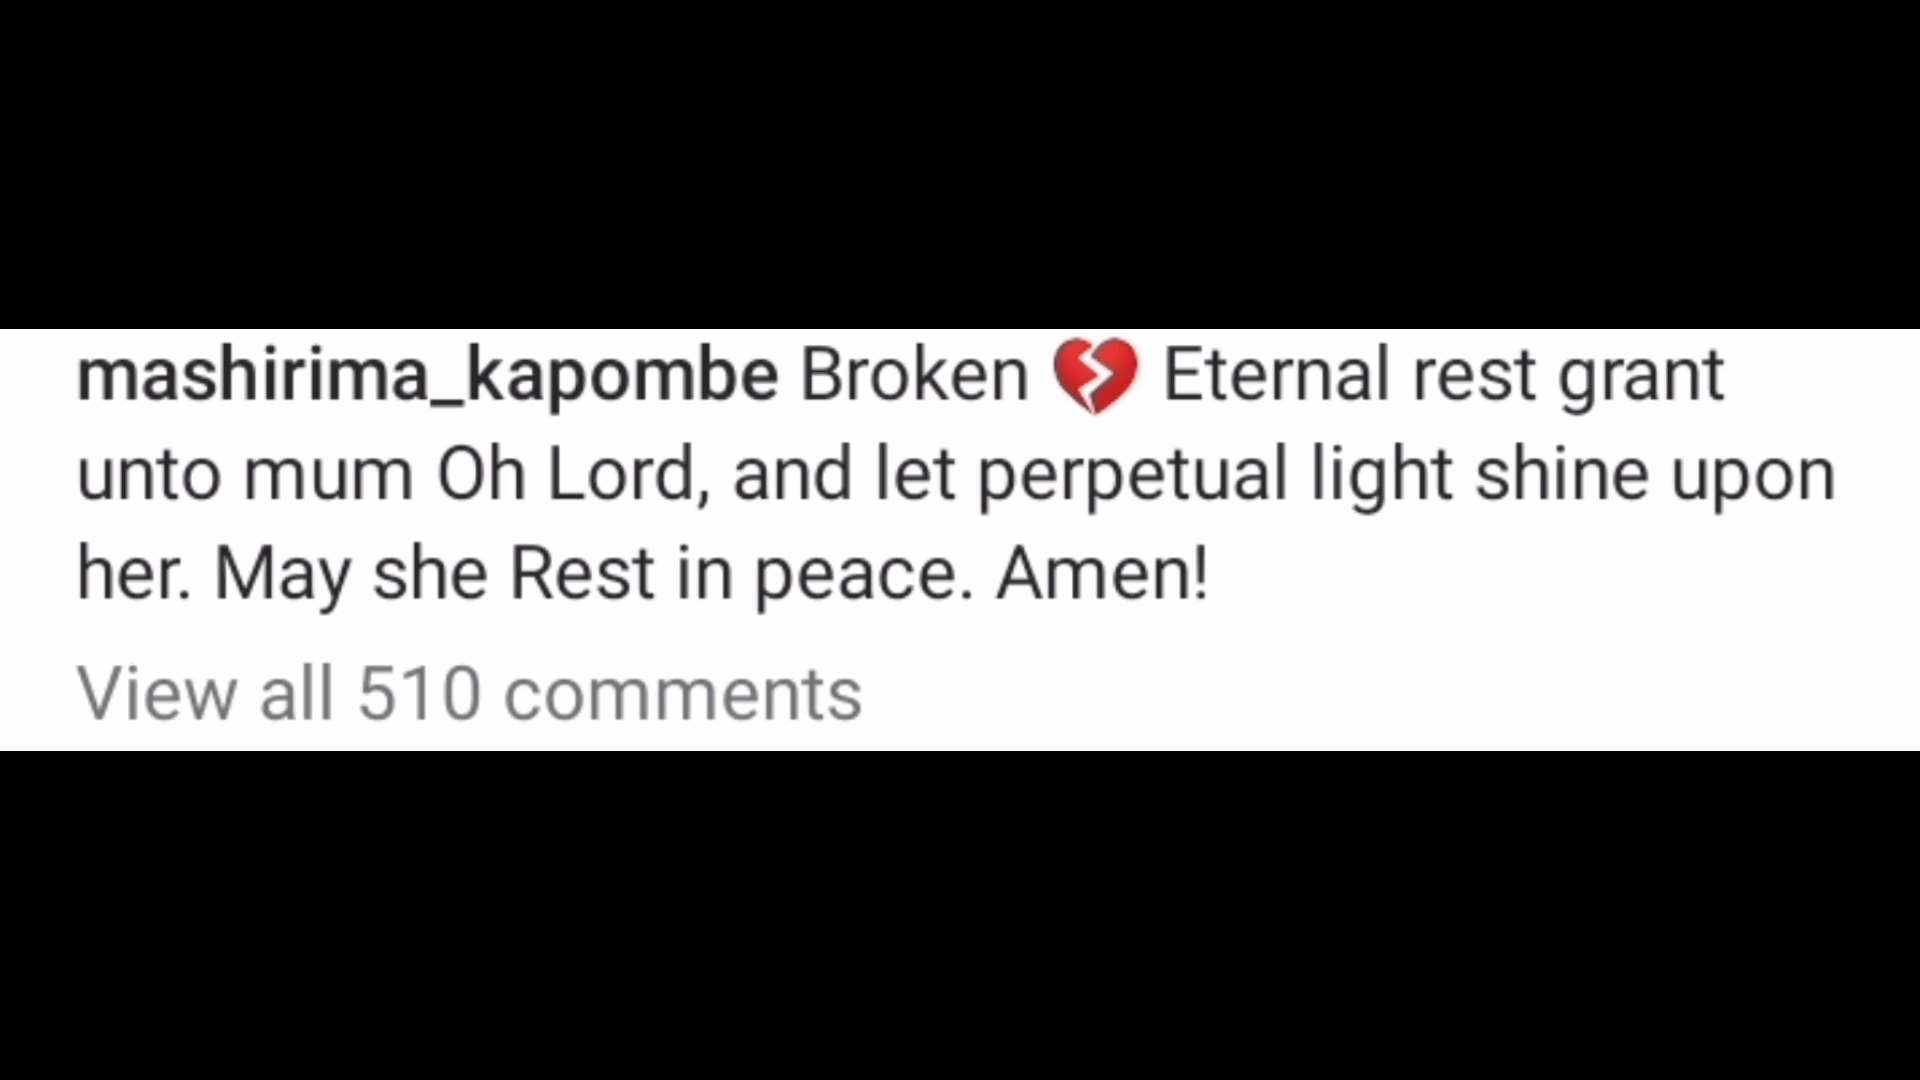 mashirima_kapombe Broken 💔 Eternal rest grant
unto mum Oh Lord, and let perpetual light shine upon
her. May she Rest in peace. Amen!
View all 510 comments